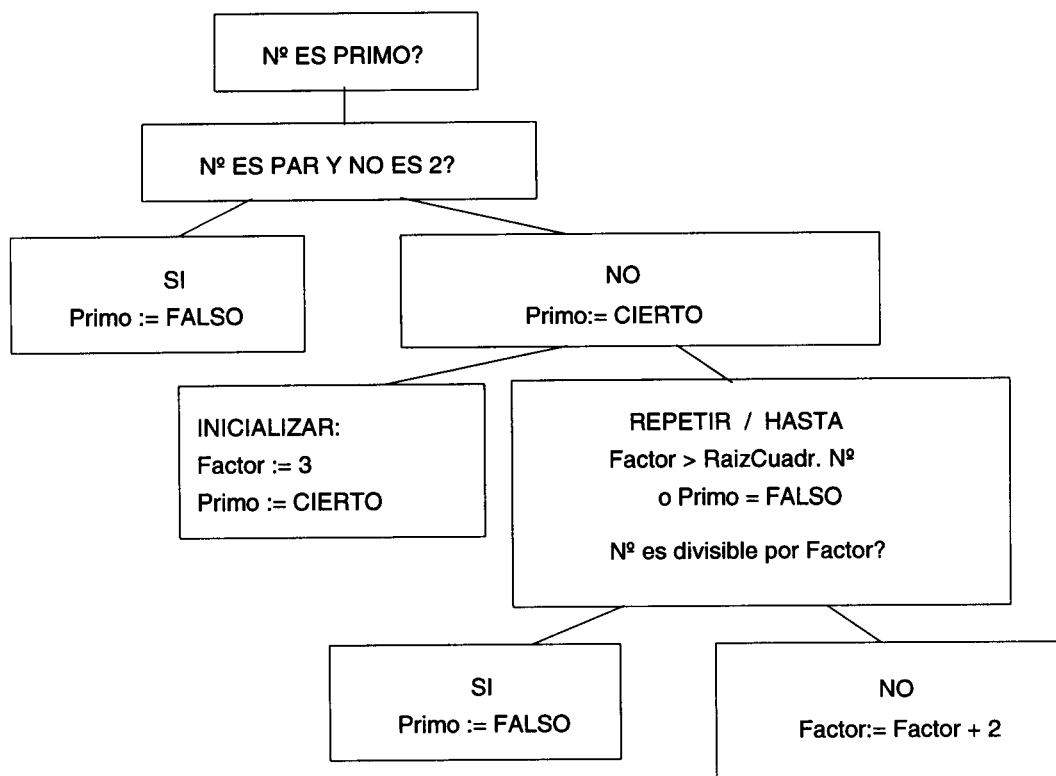 Nº ES PRIMO?
Nº ES PAR Y NO ES 2?
SI
Primo := FALSO
NO
Primo:= CIERTO
INICIALIZAR:
Factor := 3
Primo := CIERTO
REPETIR / HASTA
Factor > RaizCuadr. Nº
o Primo = FALSO
Nº es divisible por Factor?
SI
Primo := FALSO
NO
Factor:= Factor + 2